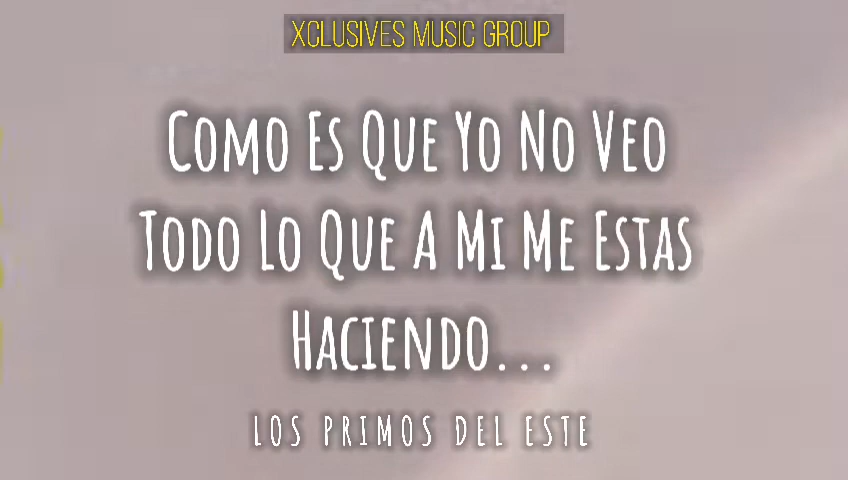 XCLUSIVES MUSIC GROUP
Como Es Que Yo No Veo
Todo Lo Que A Mi Me Estas
Haciendo...
LOS PRIMOS DEL ESTE